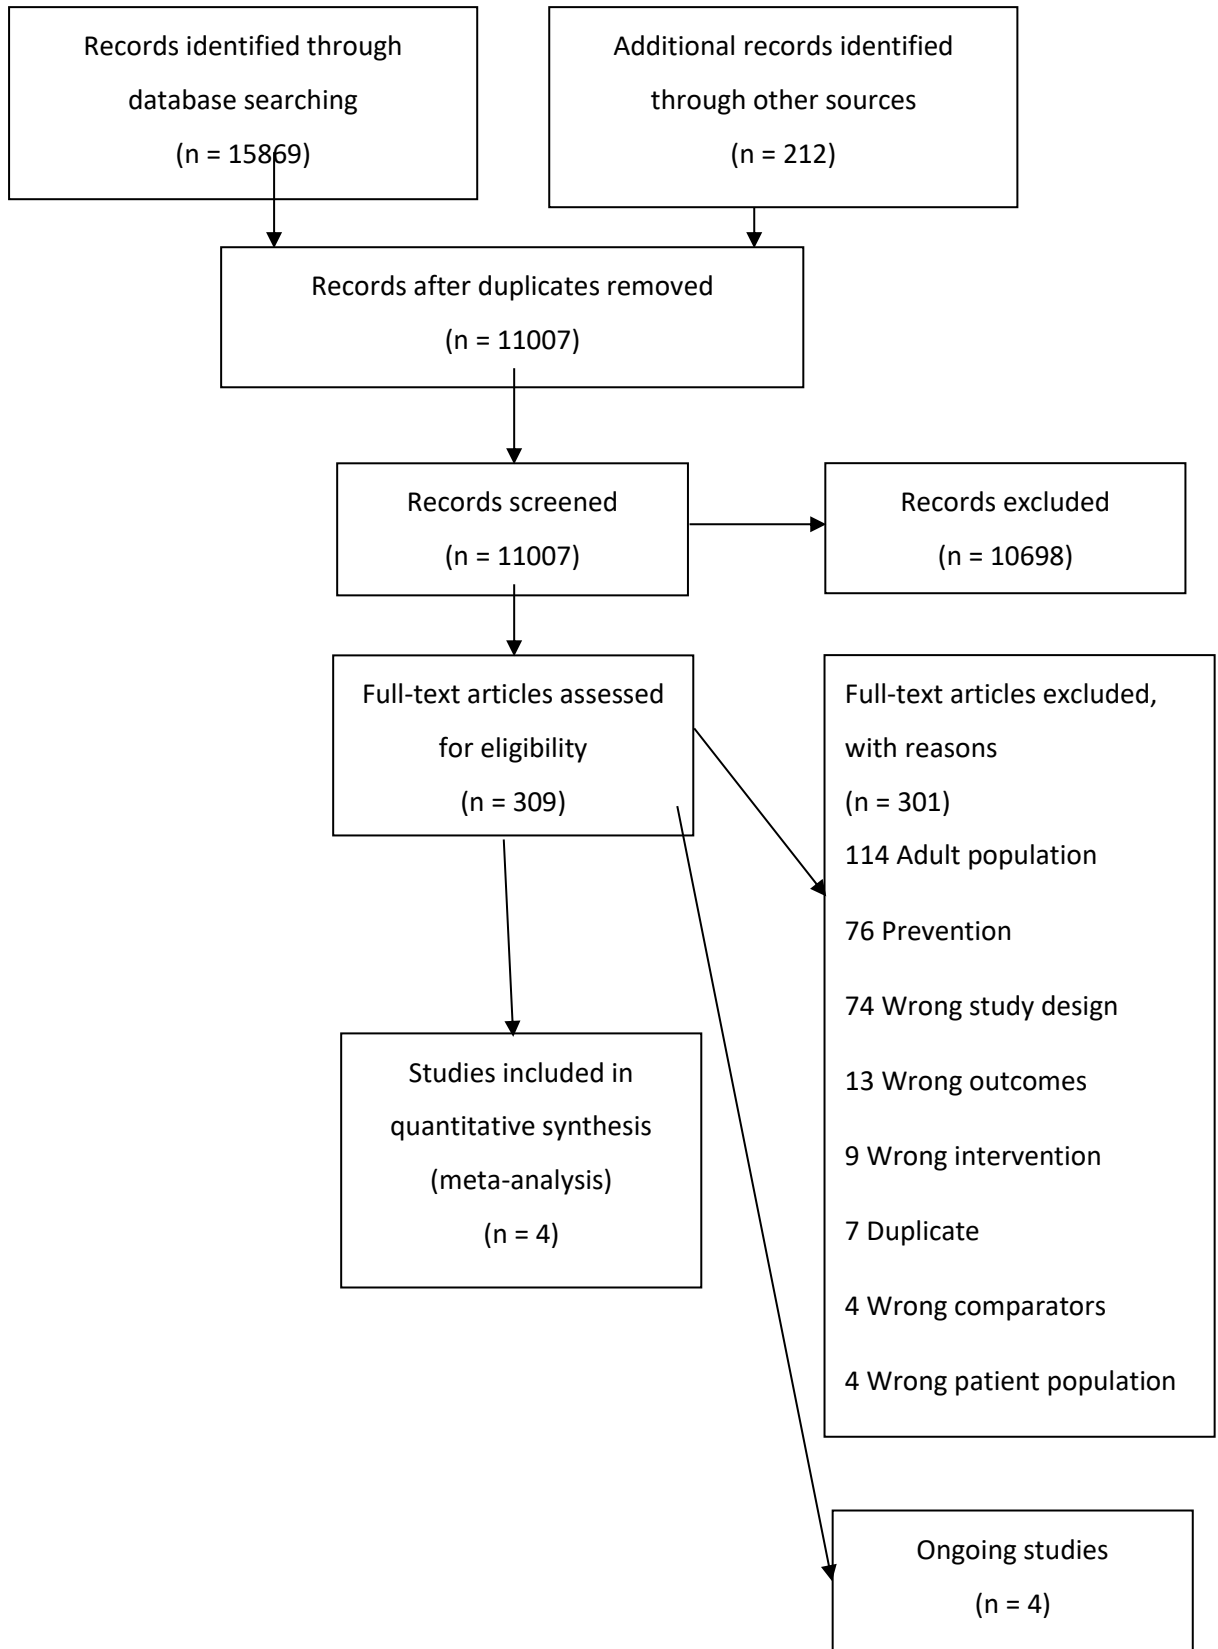 Records identified through
database searching
(n = 15869)
Additional records identified
through other sources
(n = 212)
Records after duplicates removed
(n = 11007)
Records screened
(n = 11007)
Records excluded
(n = 10698)
Full-text articles assessed
for eligibility
(n = 309)
Full-text articles excluded,
with reasons
(n = 301)
114 Adult population
76 Prevention
74 Wrong study design
13 Wrong outcomes
9 Wrong intervention
7 Duplicate
4 Wrong comparators
4 Wrong patient population
Studies included in
quantitative synthesis
(meta-analysis)
(n = 4)
Ongoing studies
(n = 4)